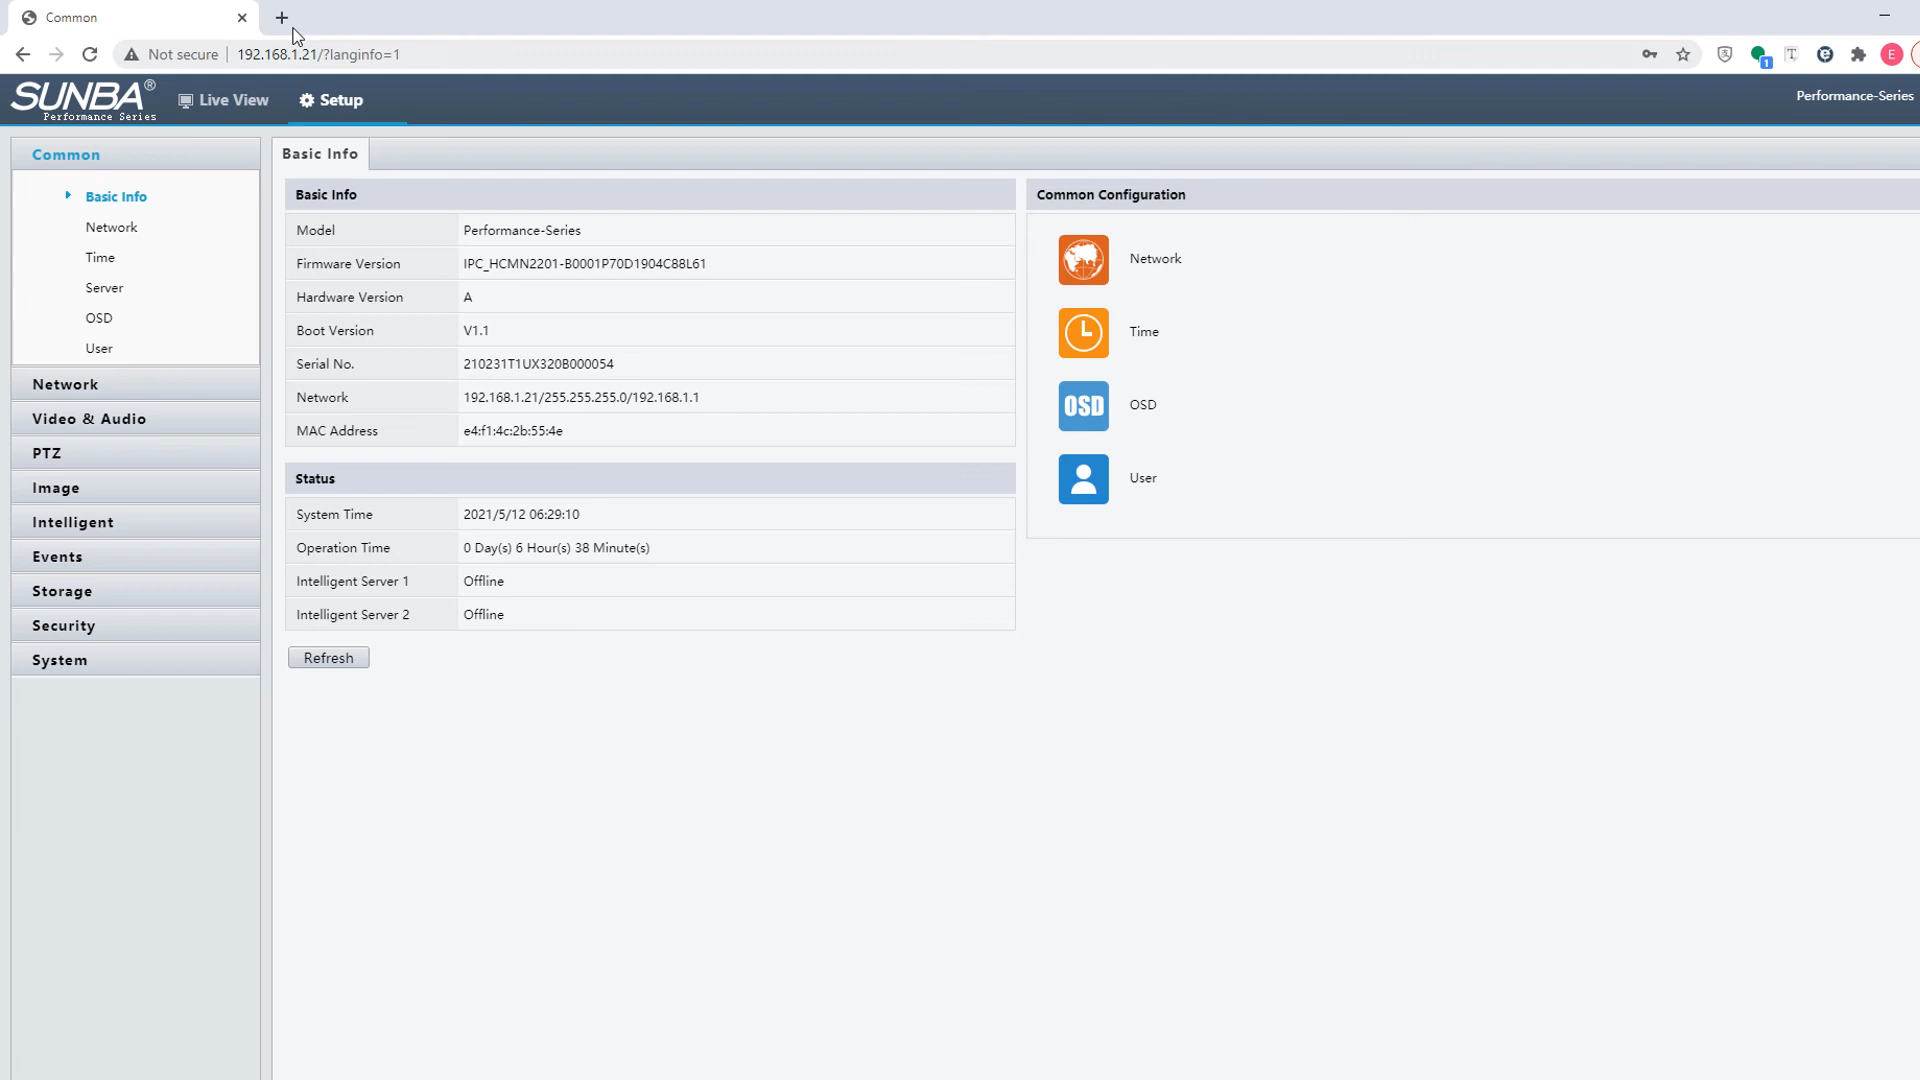 Common
Not secure 192.168.1.21/?langinfo=1
1
T
E
SUNBA®
Performance Series
Live View
Setup
Performance-Series
Common
Basic Info
Network
Time
Server
OSD
User
Network
Video & Audio
PTZ
Image
Intelligent
Events
Storage
Security
System
Basic Info
Basic Info
Model Performance-Series
Firmware Version IPC_HCMN2201-B0001P70D1904C88L61
Hardware Version A
Boot Version V1.1
Serial No. 210231T1UX320B000054
Network 192.168.1.21/255.255.255.0/192.168.1.1
MAC Address e4:f1:4c:2b:55:4e
Status
System Time 2021/5/12 06:29:10
Operation Time 0 Day(s) 6 Hour(s) 38 Minute(s)
Intelligent Server 1 Offline
Intelligent Server 2 Offline
Refresh
Common Configuration
Network
Time
OSD OSD
User